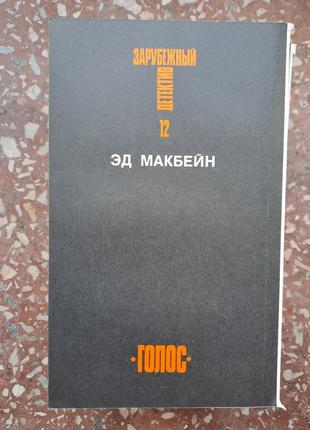 ЗАРУБЕЖНЫЙ
ДЕТЕКТИВ
12
ЭД МАКБЕЙН
·ГОЛОС·